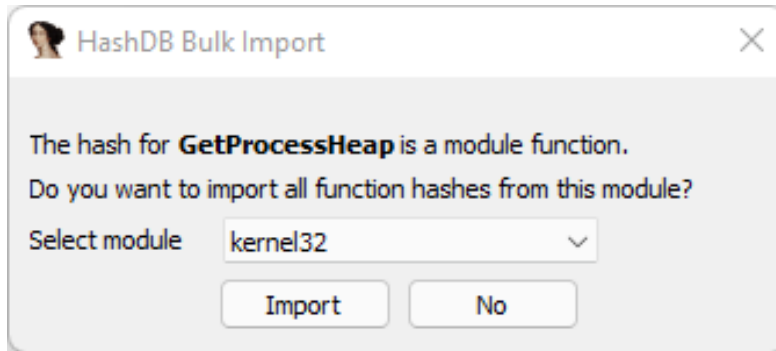 HashDB Bulk Import
The hash for GetProcessHeap is a module function.
Do you want to import all function hashes from this module?
Select module kernel32
Import No